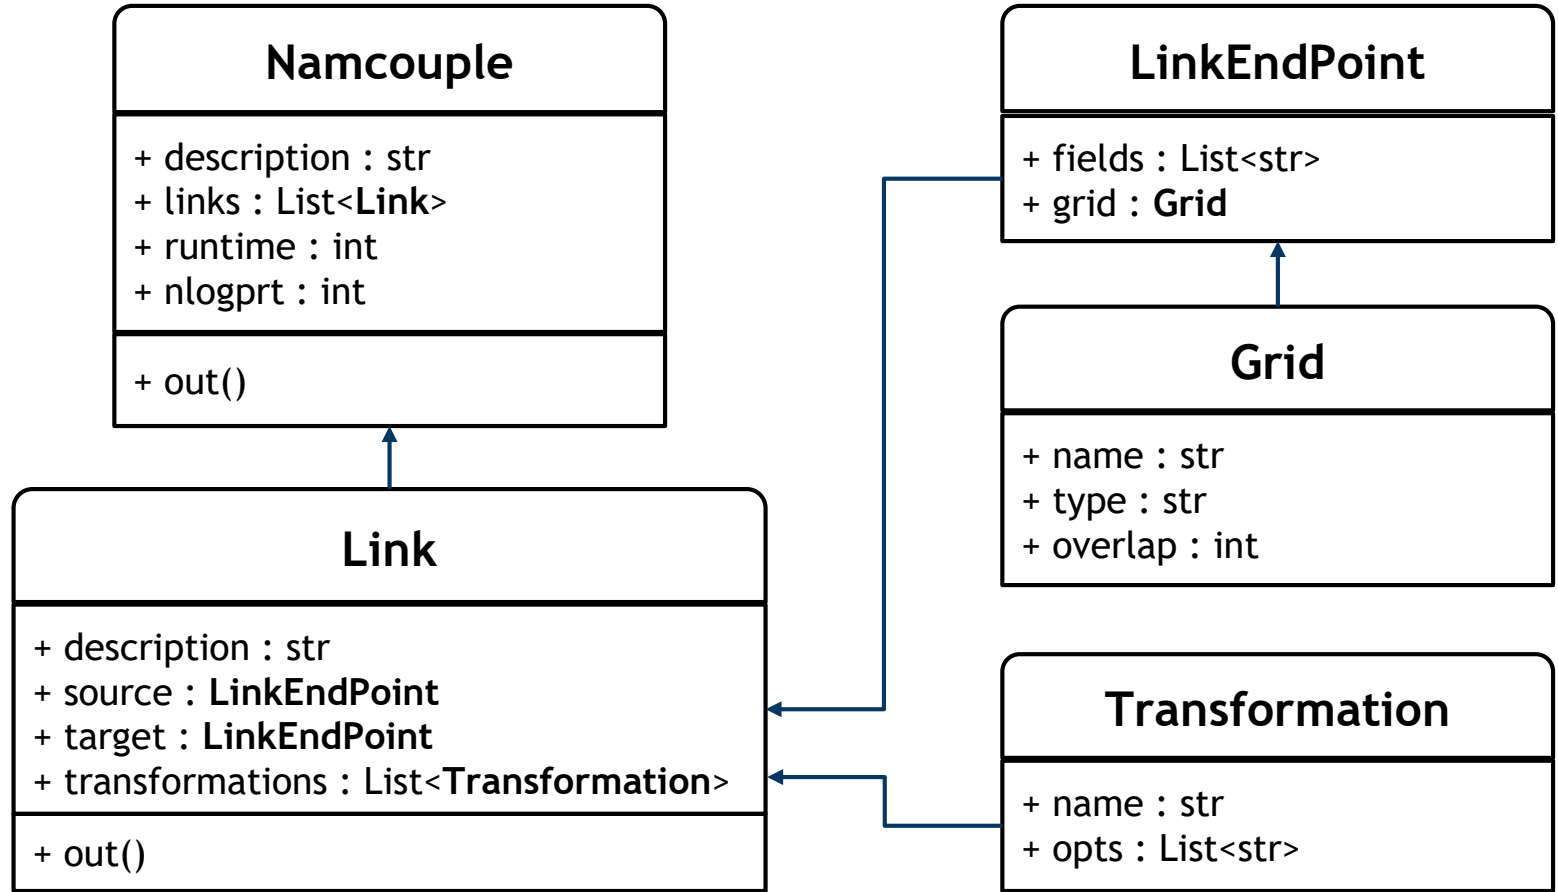 Namcouple
+ description : str
+ links : List<Link>
+ runtime : int
+ nlogprt : int
+ out()
Link
+ description : str
+ source : LinkEndPoint
+ target : LinkEndPoint
+ transformations : List<Transformation>
+ out()
LinkEndPoint
+ fields : List<str>
+ grid : Grid
Grid
+ name : str
+ type : str
+ overlap : int
Transformation
+ name : str
+ opts : List<str>